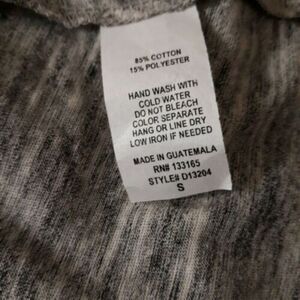 85% COTTON
15% POLYESTER
HAND WASH WITH
COLD WATER
DO NOT BLEACH
COLOR SEPARATE
HANG OR LINE DRY
LOW IRON IF NEEDED
MADE IN GUATEMALA
RN# 133165
STYLE# D13204
S